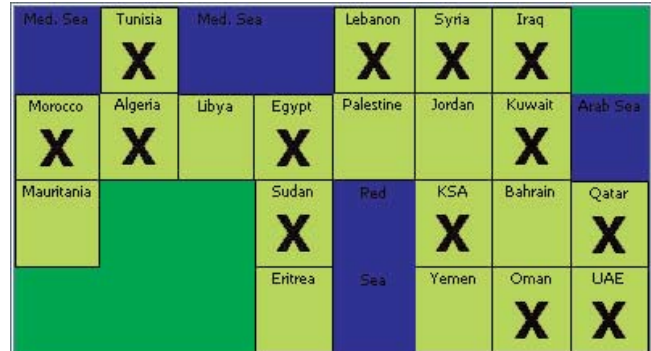 Med. Sea Tunisia Med. Sea Lebanon Syria Iraq
X X X X
Morocco Algeria Libya Egypt Palestine Jordan Kuwait Arab Sea
X X X X
Mauritania Sudan Red KSA Bahrain Qatar
X X X
Eritrea Sea Yemen Oman UAE
X X